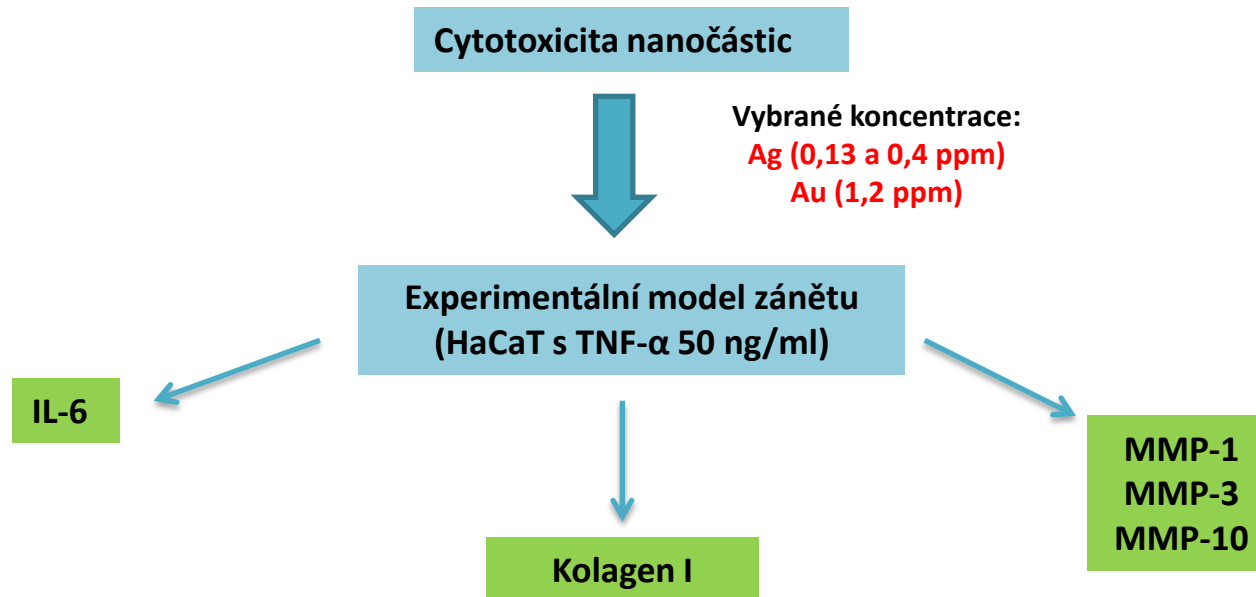 Cytotoxicita nanočástic
Vybrané koncentrace:
Ag (0,13 a 0,4 ppm)
Au (1,2 ppm)
Experimentální model zánětu
(HaCaT s TNF-α 50 ng/ml)
IL-6
MMP-1
MMP-3
MMP-10
Kolagen I